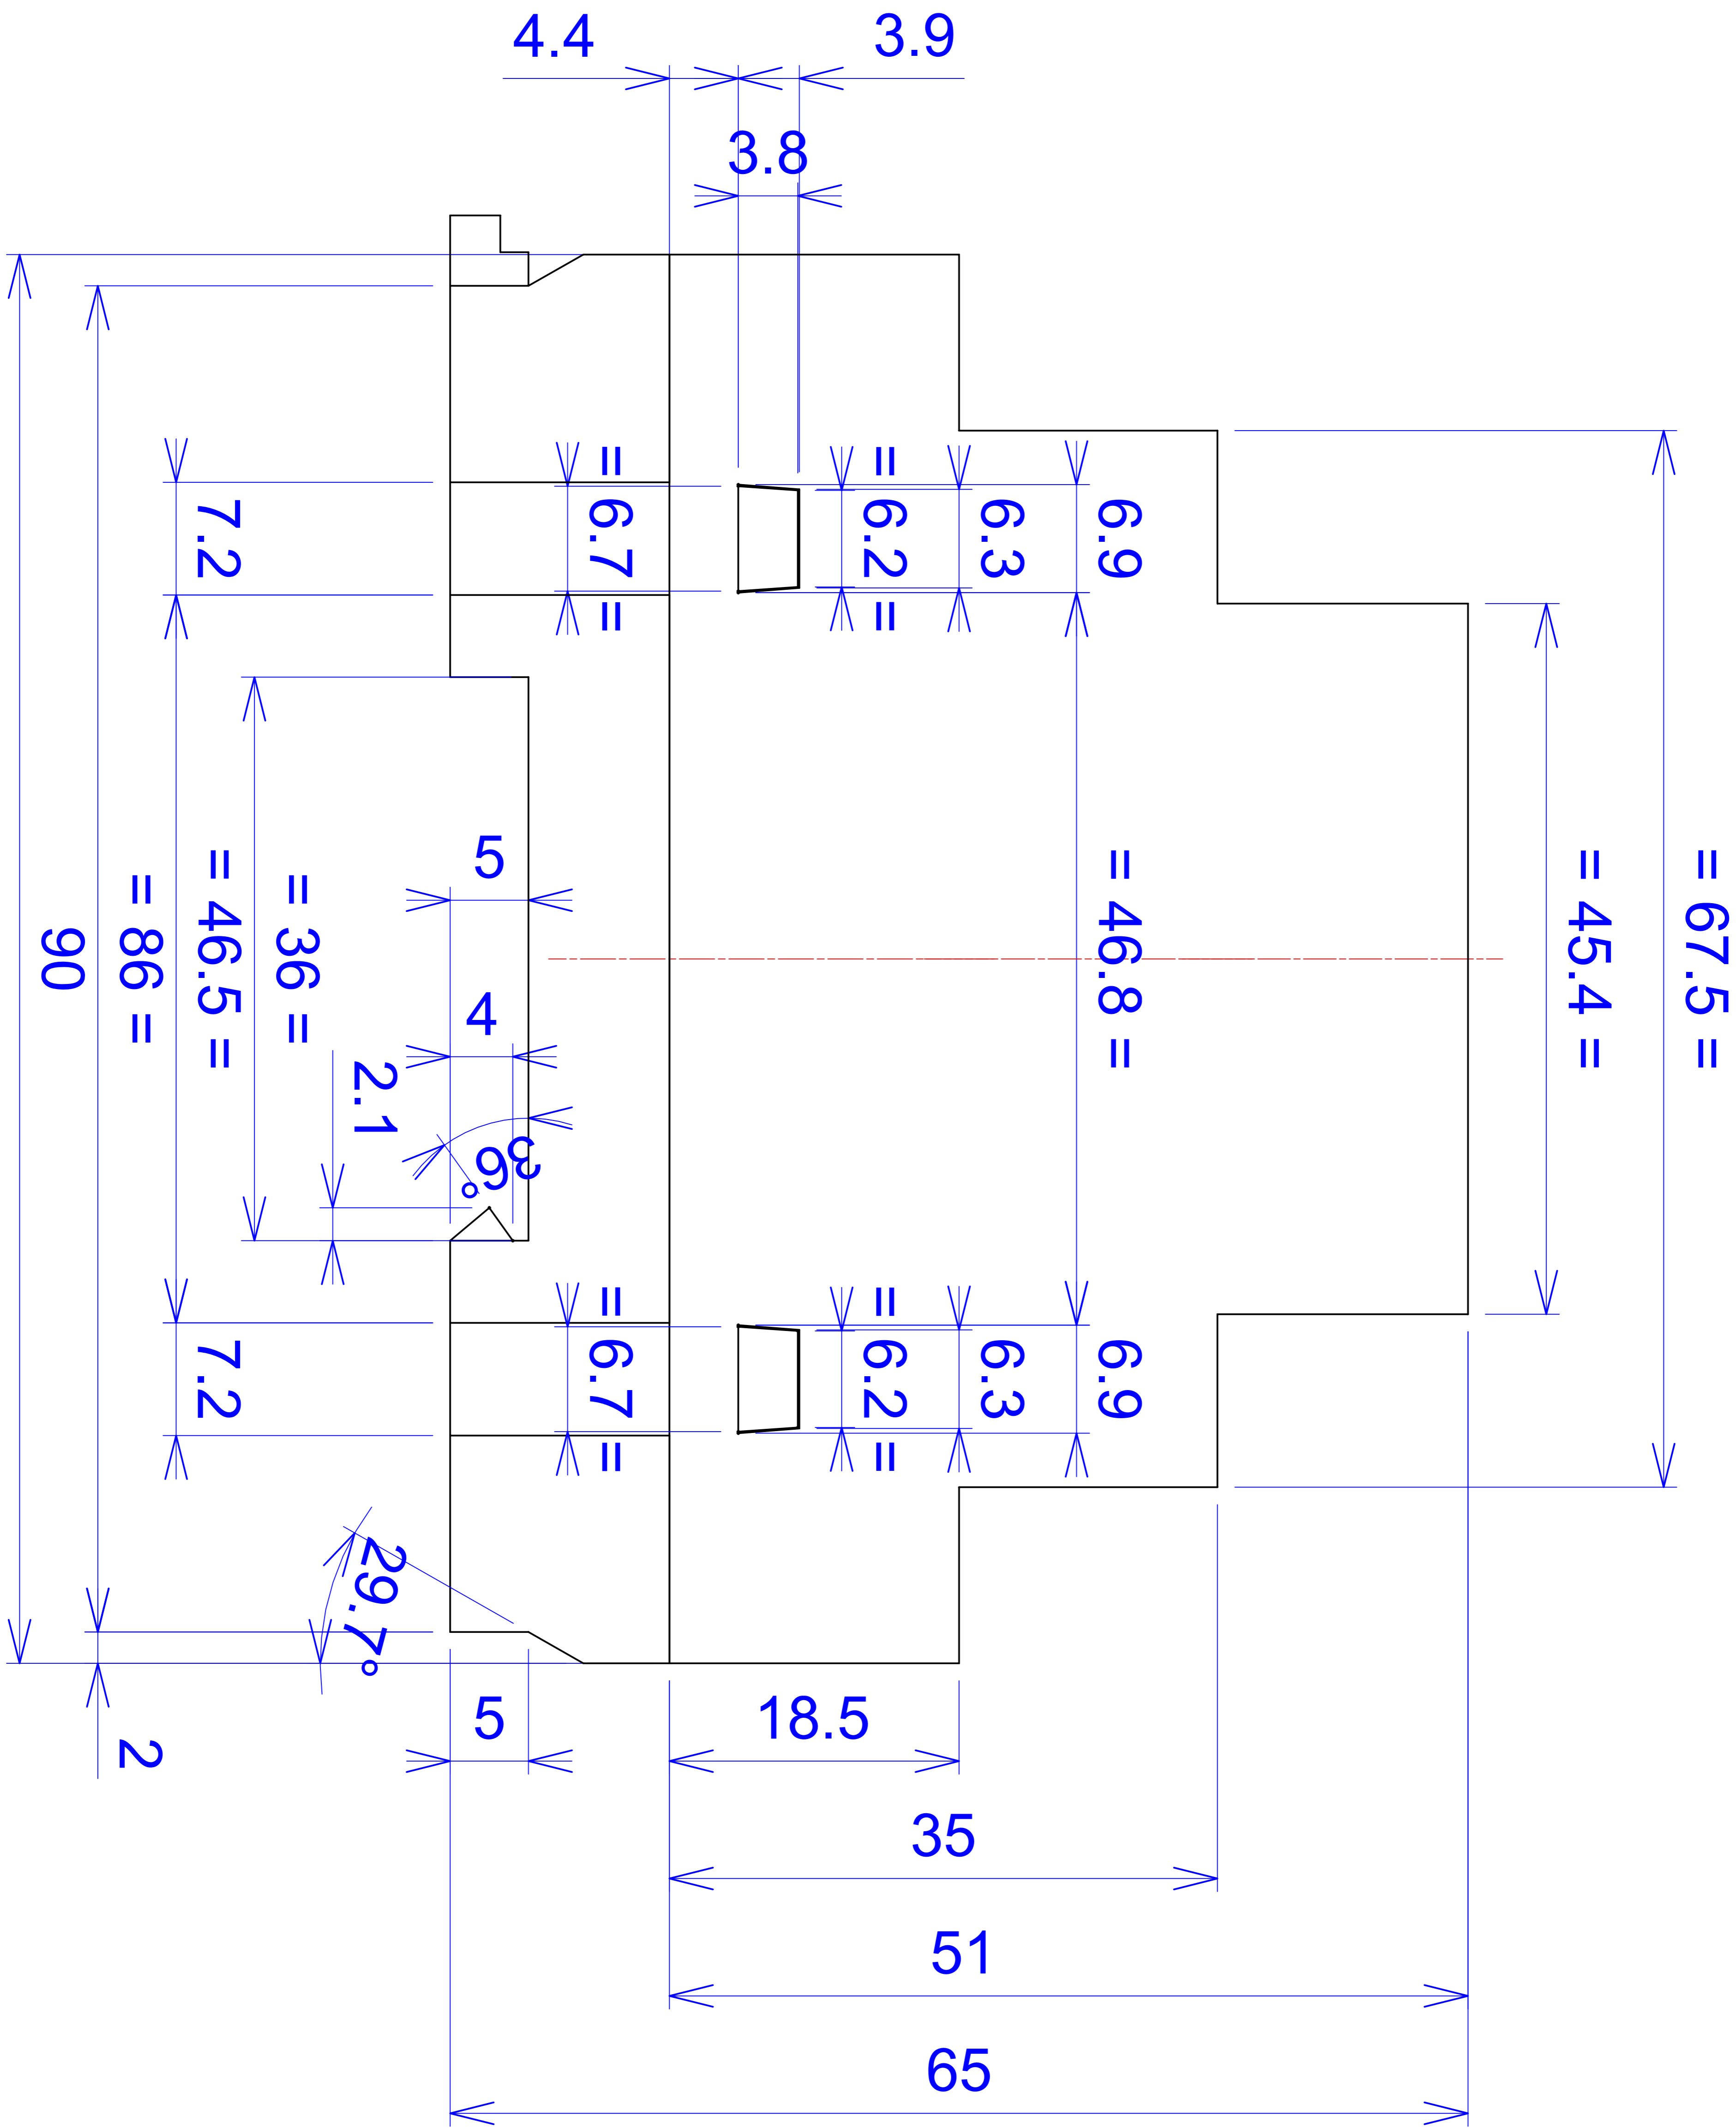 4.4
3.9
3.8
= 6.7 =
= 6.2 =
6.3
6.9
7.2
5
= 67.5 =
= 45.4 =
= 46.8 =
= 36 =
= 46.5 =
= 86 =
90
4
2.1
36°
= 6.7 =
= 6.2 =
6.3
6.9
7.2
29.7°
5
18.5
2
35
51
65